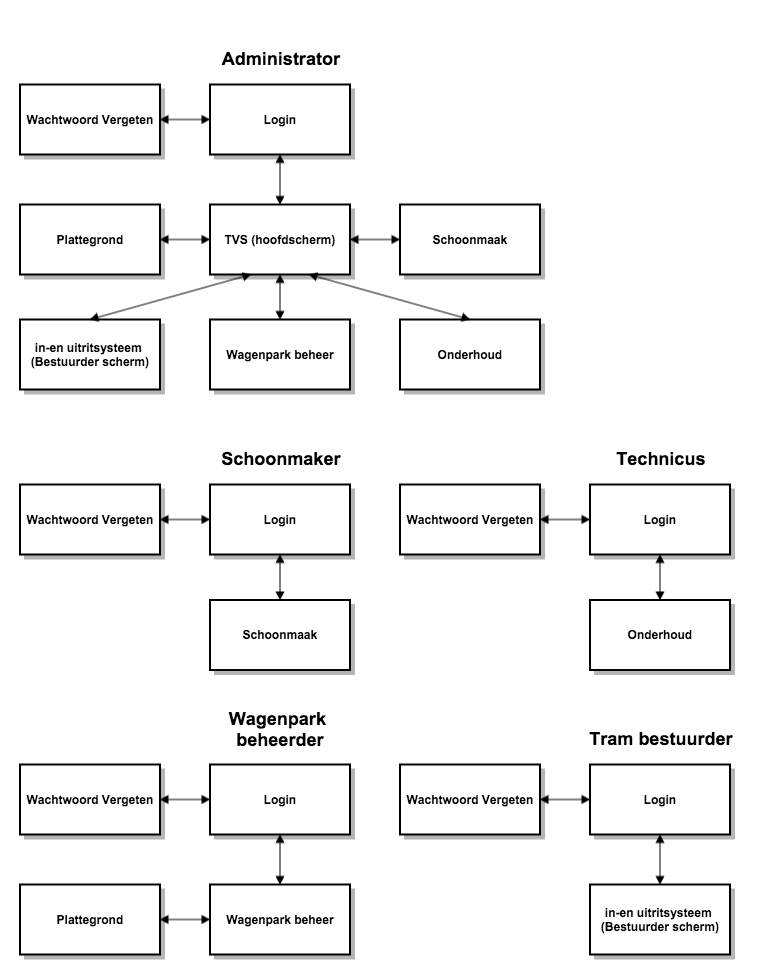 Administrator
Wachtwoord Vergeten
Login
Plattegrond
TVS (hoofdscherm)
Schoonmaak
in-en uitritsysteem
(Bestuurder scherm)
Wagenpark beheer
Onderhoud
Schoonmaker
Wachtwoord Vergeten
Login
Schoonmaak
Technicus
Wachtwoord Vergeten
Login
Onderhoud
Wagenpark
beheerder
Wachtwoord Vergeten
Login
Plattegrond
Wagenpark beheer
Tram bestuurder
Wachtwoord Vergeten
Login
in-en uitritsysteem
(Bestuurder scherm)